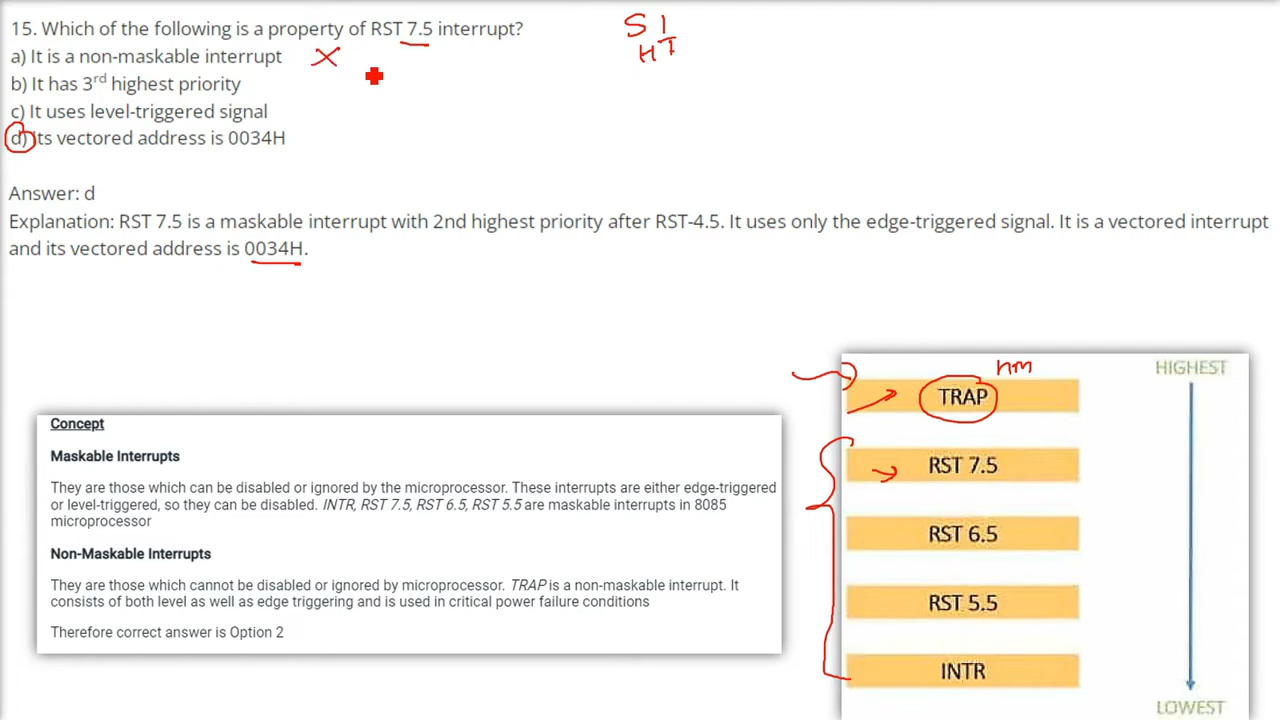 15. Which of the following is a property of RST 7.5 interrupt?
S I
H T
a) It is a non-maskable interrupt
b) It has 3rd highest priority
c) It uses level-triggered signal
d) Its vectored address is 0034H
Answer: d
Explanation: RST 7.5 is a maskable interrupt with 2nd highest priority after RST-4.5. It uses only the edge-triggered signal. It is a vectored interrupt
and its vectored address is 0034H.
Concept
Maskable Interrupts
They are those which can be disabled or ignored by the microprocessor. These interrupts are either edge-triggered
or level-triggered, so they can be disabled. INTR, RST 7.5, RST 6.5, RST 5.5 are maskable interrupts in 8085
microprocessor
Non-Maskable Interrupts
They are those which cannot be disabled or ignored by microprocessor. TRAP is a non-maskable interrupt. It
consists of both level as well as edge triggering and is used in critical power failure conditions
Therefore correct answer is Option 2
nm
HIGHEST
TRAP
RST 7.5
RST 6.5
RST 5.5
INTR
LOWEST